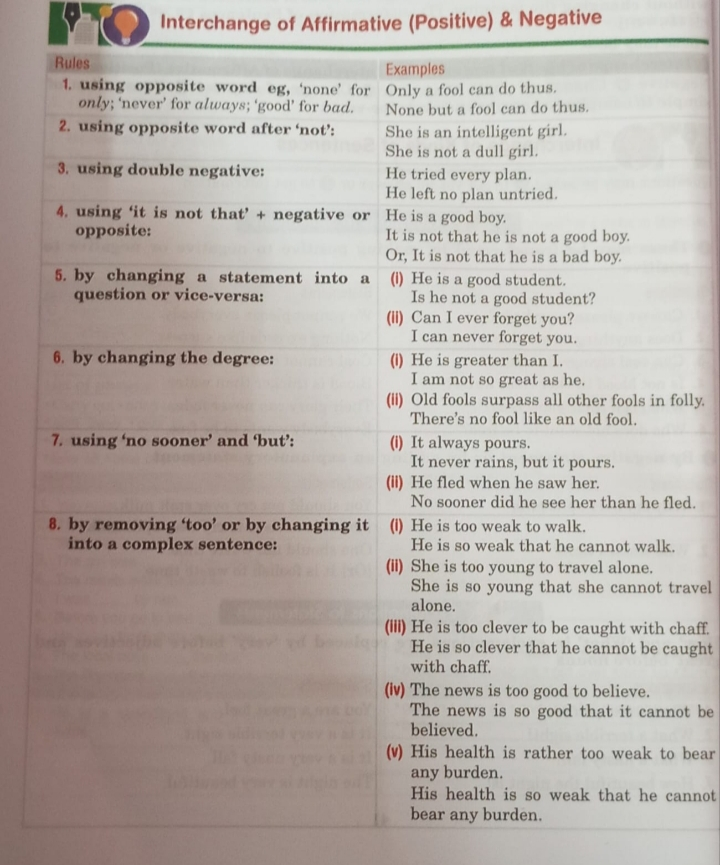 Interchange of Affirmative (Positive) & Negative
Rules
Examples
1. using opposite word eg, 'none' for
only; 'never' for always; 'good' for bad.
Only a fool can do thus.
None but a fool can do thus.
2. using opposite word after 'not':
She is an intelligent girl.
She is not a dull girl.
3. using double negative:
He tried every plan.
He left no plan untried.
4. using 'it is not that' + negative or
opposite:
He is a good boy.
It is not that he is not a good boy.
Or, It is not that he is a bad boy.
5. by changing a statement into a
question or vice-versa:
(i) He is a good student.
Is he not a good student?
(ii) Can I ever forget you?
I can never forget you.
6. by changing the degree:
(i) He is greater than I.
I am not so great as he.
(ii) Old fools surpass all other fools in folly.
There's no fool like an old fool.
7. using 'no sooner' and 'but':
(i) It always pours.
It never rains, but it pours.
(ii) He fled when he saw her.
No sooner did he see her than he fled.
8. by removing 'too' or by changing it
into a complex sentence:
(i) He is too weak to walk.
He is so weak that he cannot walk.
(ii) She is too young to travel alone.
She is so young that she cannot travel
alone.
(iii) He is too clever to be caught with chaff.
He is so clever that he cannot be caught
with chaff.
(iv) The news is too good to believe.
The news is so good that it cannot be
believed.
(v) His health is rather too weak to bear
any burden.
His health is so weak that he cannot
bear any burden.